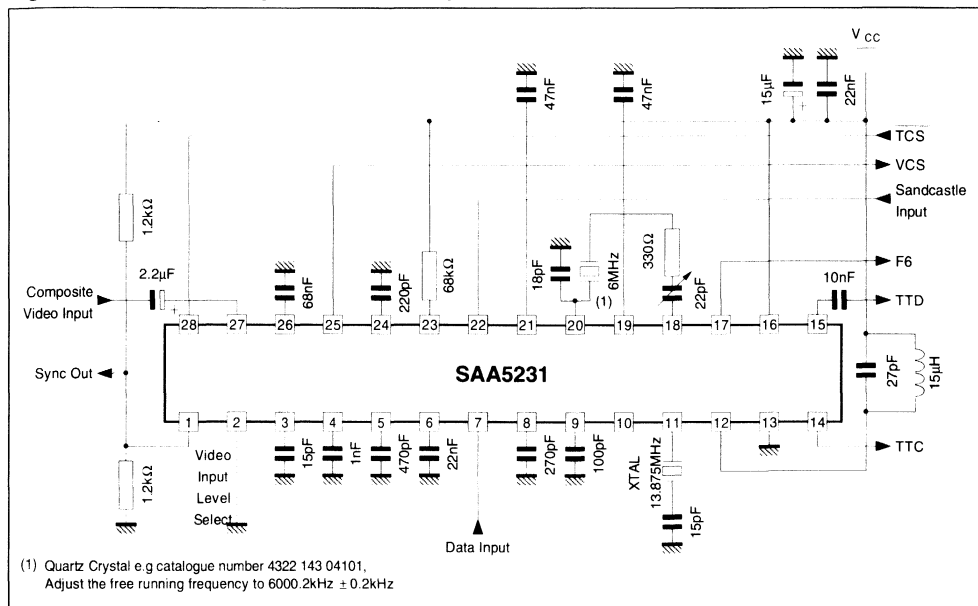 V CC
15µF
22nF
47nF
47nF
TCS
VCS
Sandcastle
Input
1.2kΩ
330Ω
18pF
6MHz
F6
2.2µF
68nF
220pF
68kΩ
(1)
22pF
10nF
Composite
Video Input
TTD
28 27 26 25 24 23 22 21 20 19 18 17 16 15
SAA5231
27pF
15µH
Sync Out
1 2 3 4 5 6 7 8 9 10 11 12 13 14
1.2kΩ
Video
Input
Level
Select
15pF
1nF
470pF
22nF
270pF
100pF
XTAL
13.875MHz
TTC
15pF
Data Input
(1) Quartz Crystal e.g catalogue number 4322 143 04101,
Adjust the free running frequency to 6000.2kHz ± 0.2kHz